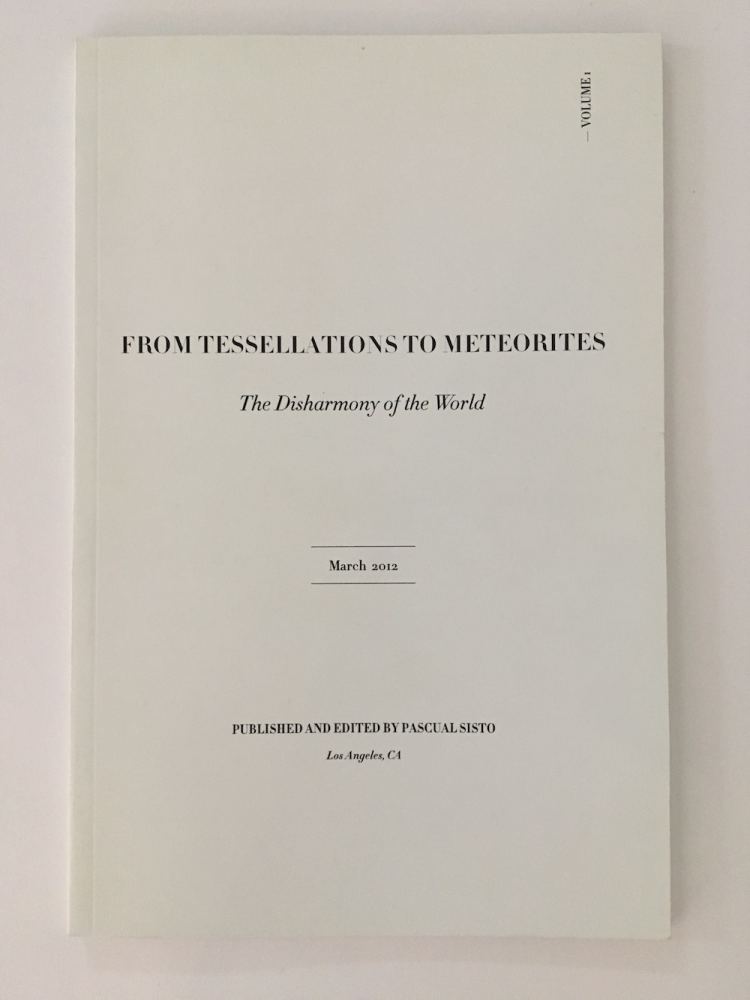 — VOLUME 1
FROM TESSELLATIONS TO METEORITES
The Disharmony of the World
March 2012
PUBLISHED AND EDITED BY PASCUAL SISTO
Los Angeles, CA